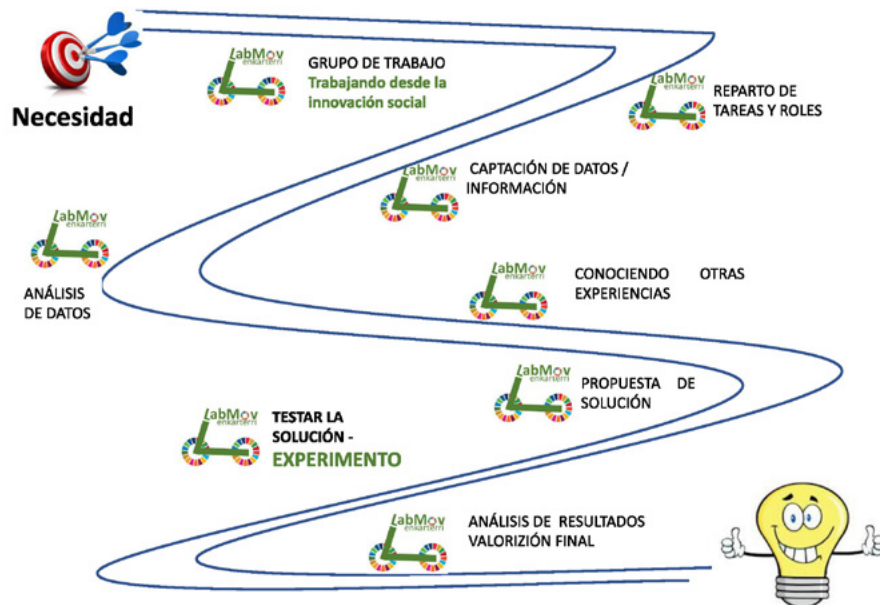 Necesidad
LabMov
enkarterri
GRUPO DE TRABAJO
Trabajando desde la
innovación social
LabMov
enkarterri
REPARTO DE
TAREAS Y ROLES
LabMov
enkarterri
CAPTACIÓN DE DATOS /
INFORMACIÓN
LabMov
enkarterri
ANÁLISIS
DE DATOS
LabMov
enkarterri
CONOCIENDO OTRAS
EXPERIENCIAS
LabMov
enkarterri
PROPUESTA DE
SOLUCIÓN
LabMov
enkarterri
TESTAR LA
SOLUCIÓN -
EXPERIMENTO
LabMov
enkarterri
ANÁLISIS DE RESULTADOS
VALORIZIÓN FINAL